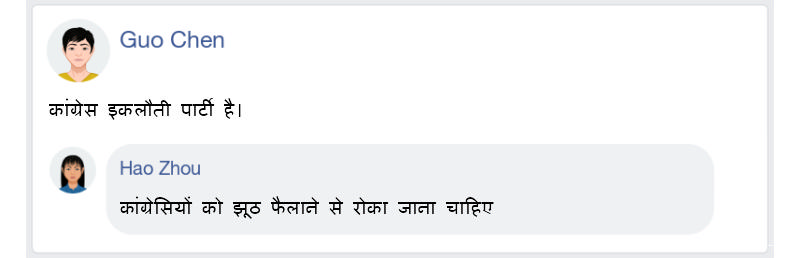 Guo Chen
कांग्रेस इकलौती पार्टी है।
Hao Zhou
कांग्रेसियों को झूठ फैलाने से रोका जाना चाहिए